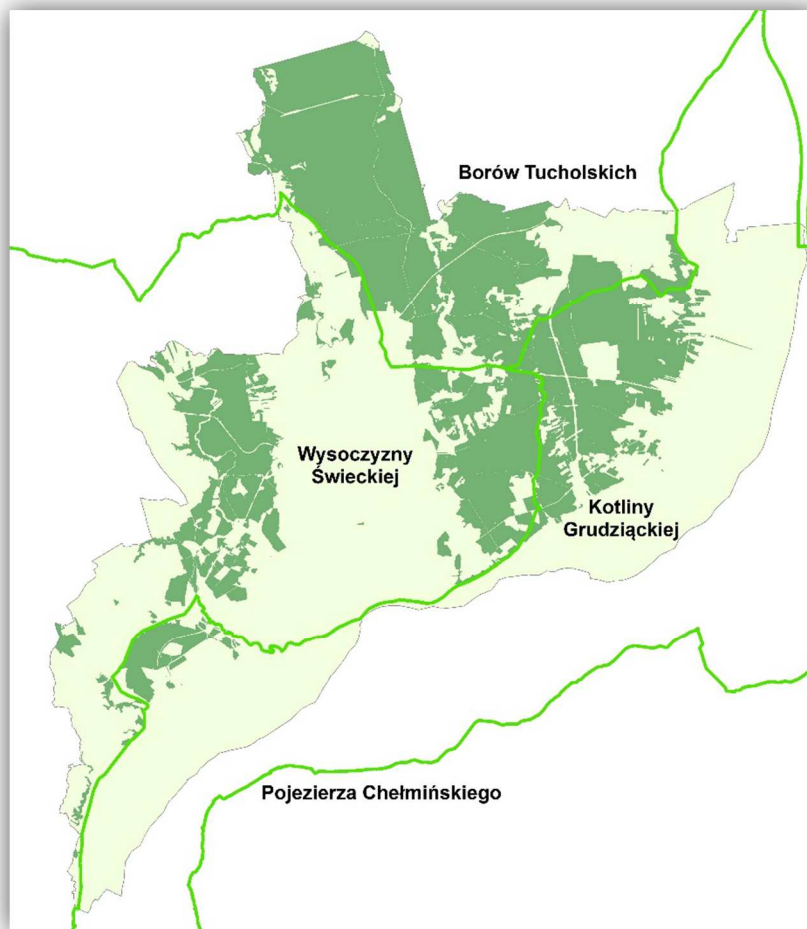 Borów Tucholskich
Wysoczyzny
Świeckiej
Kotliny
Grudziąckiej
Pojezierza Chełmińskiego